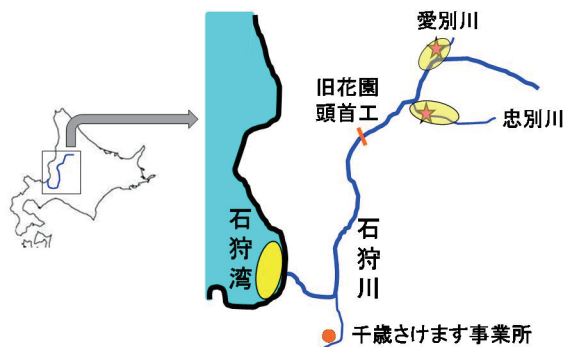 愛別川
旧花園
頭首工
忠別川
石狩湾
石狩川
千歳さけます事業所